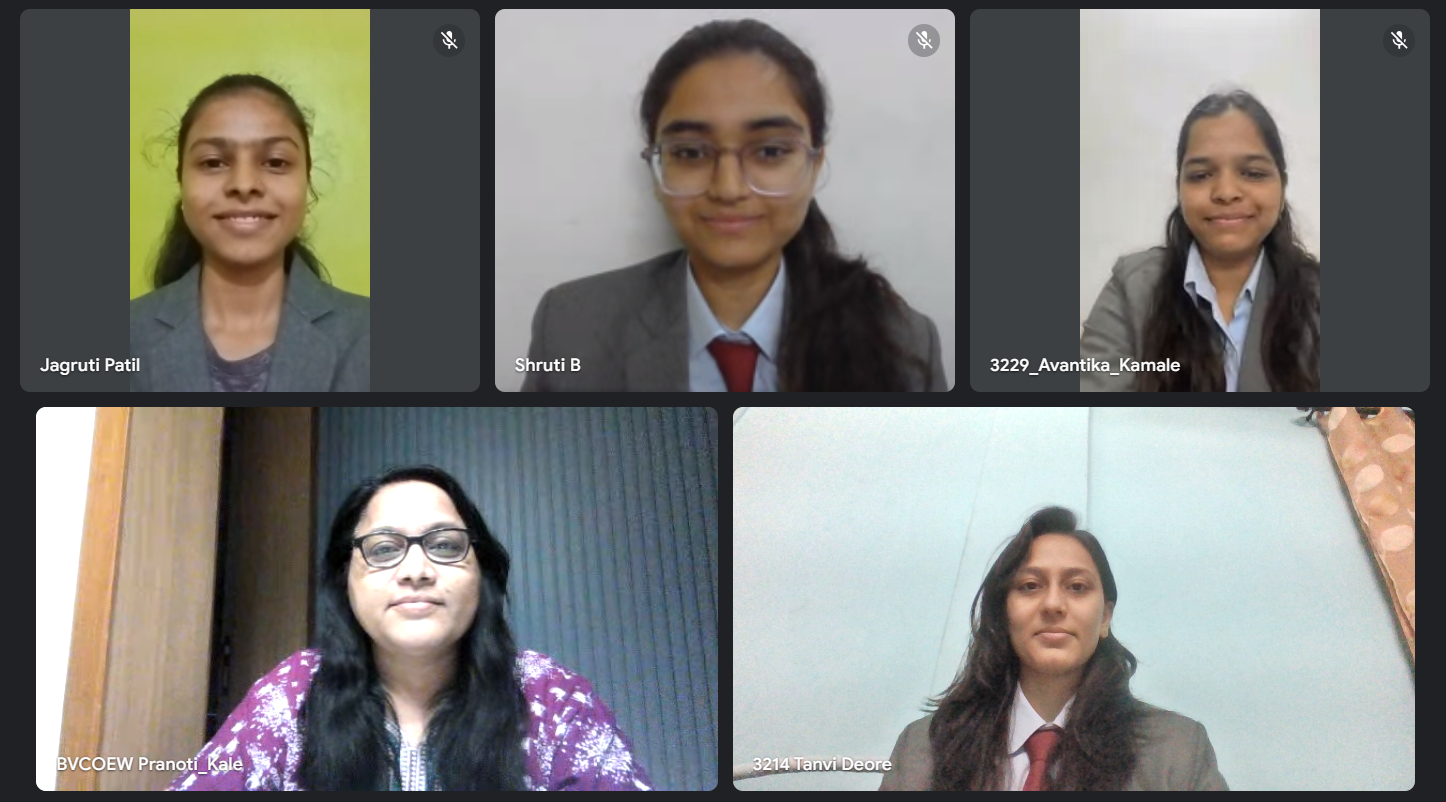 Jagruti Patil
Shruti B
3229_Avantika_Kamale
BVCOEW Pranoti_Kale
3214 Tanvi Deore